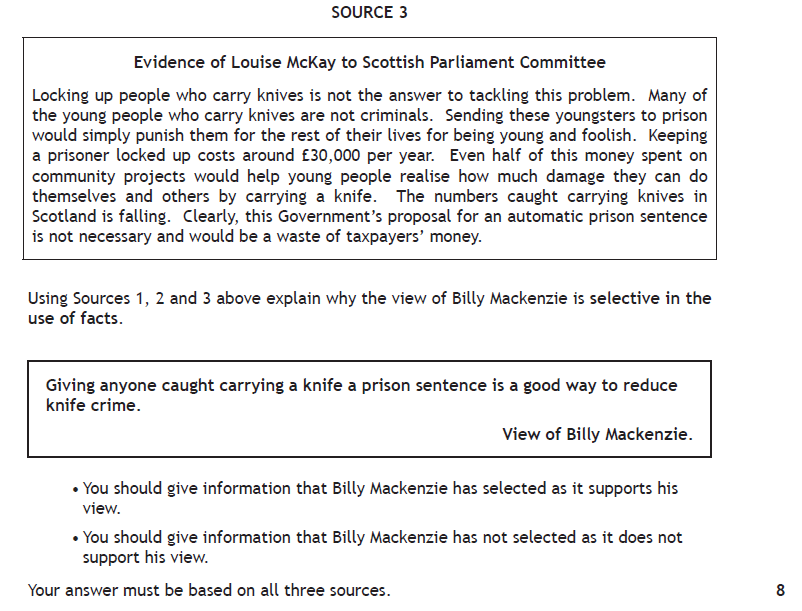 SOURCE 3
Evidence of Louise McKay to Scottish Parliament Committee
Locking up people who carry knives is not the answer to tackling this problem. Many of
the young people who carry knives are not criminals. Sending these youngsters to prison
would simply punish them for the rest of their lives for being young and foolish. Keeping
a prisoner locked up costs around £30,000 per year. Even half of this money spent on
community projects would help young people realise how much damage they can do
themselves and others by carrying a knife. The numbers caught carrying knives in
Scotland is falling. Clearly, this Government’s proposal for an automatic prison sentence
is not necessary and would be a waste of taxpayers’ money.
Using Sources 1, 2 and 3 above explain why the view of Billy Mackenzie is selective in the
use of facts.
Giving anyone caught carrying a knife a prison sentence is a good way to reduce
knife crime.
View of Billy Mackenzie.
• You should give information that Billy Mackenzie has selected as it supports his
view.
• You should give information that Billy Mackenzie has not selected as it does not
support his view.
Your answer must be based on all three sources. 8